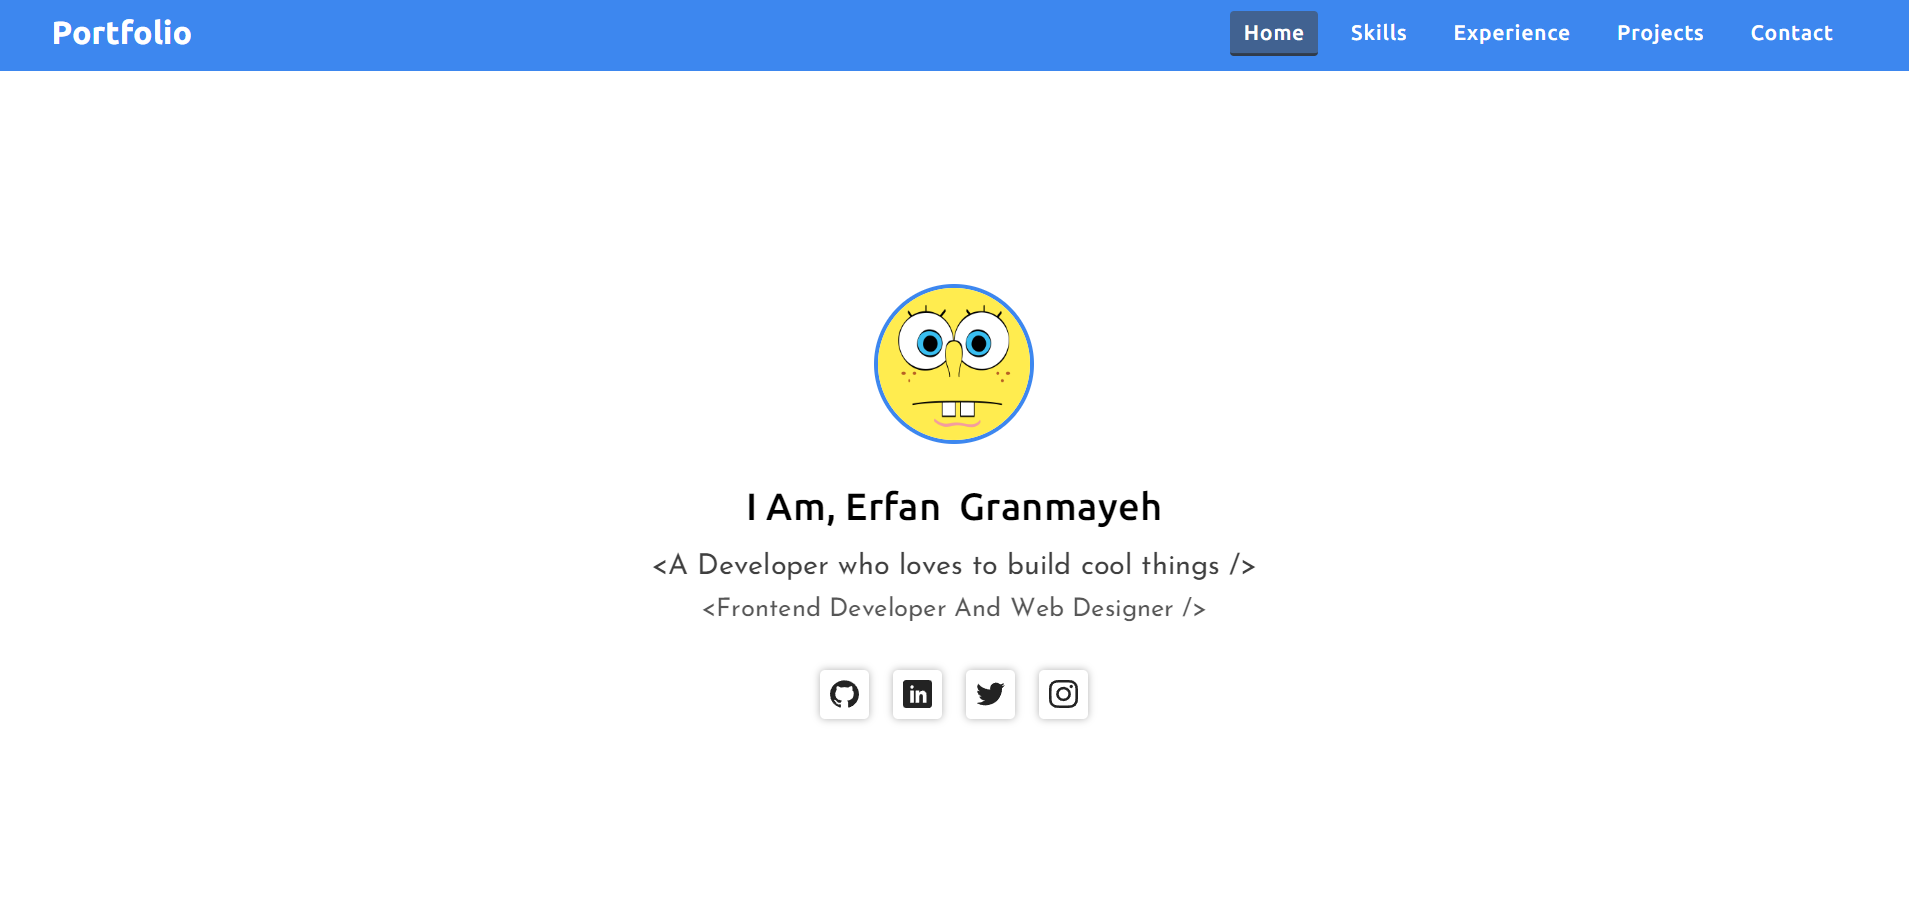 Portfolio
Home Skills Experience Projects Contact
I Am, Erfan  Granmayeh
<A Developer who loves to build cool things />
<Frontend Developer And Web Designer />
in